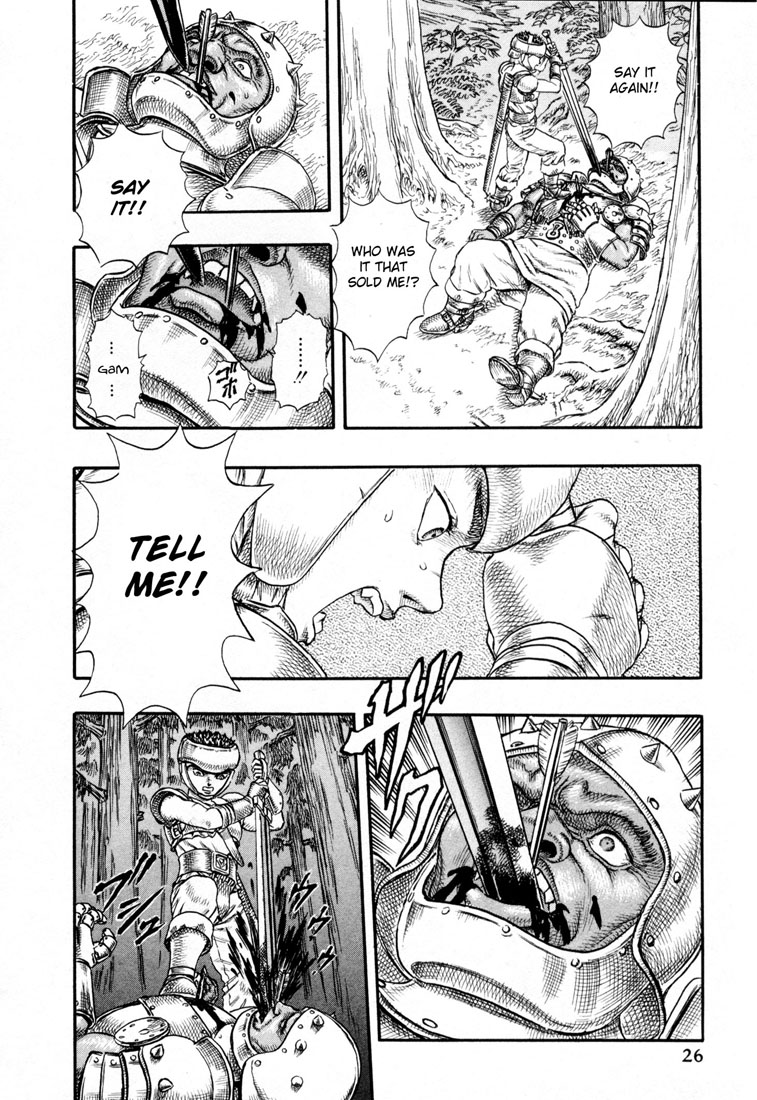 SAY IT
AGAIN!!
WHO WAS
IT THAT
SOLD ME!?
SAY
IT!!
......!!
ゴボ
......
GAM
......
TELL
ME!!
ザク
ブシュ
26